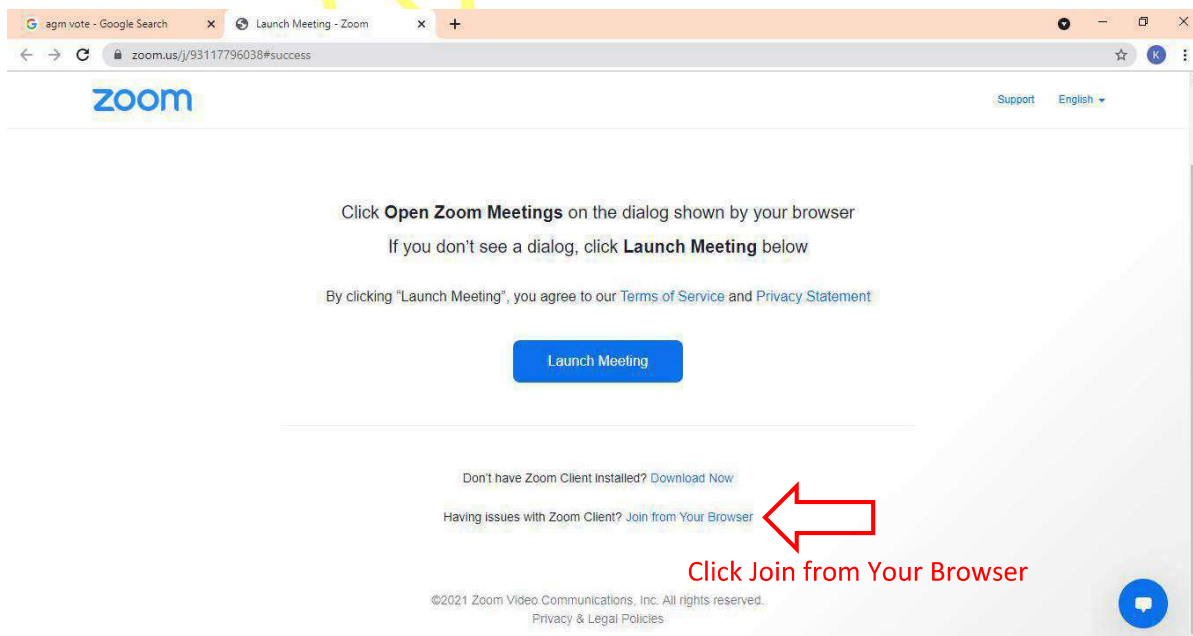 agm vote - Google Search
Launch Meeting - Zoom
zoom.us/j/93117796038#success
K
zoom
Support English
Click Open Zoom Meetings on the dialog shown by your browser
If you don't see a dialog, click Launch Meeting below
By clicking “Launch Meeting”, you agree to our Terms of Service and Privacy Statement
Launch Meeting
Don't have Zoom Client installed? Download Now
Having issues with Zoom Client? Join from Your Browser
Click Join from Your Browser
©2021 Zoom Video Communications, Inc. All rights reserved.
Privacy & Legal Policies